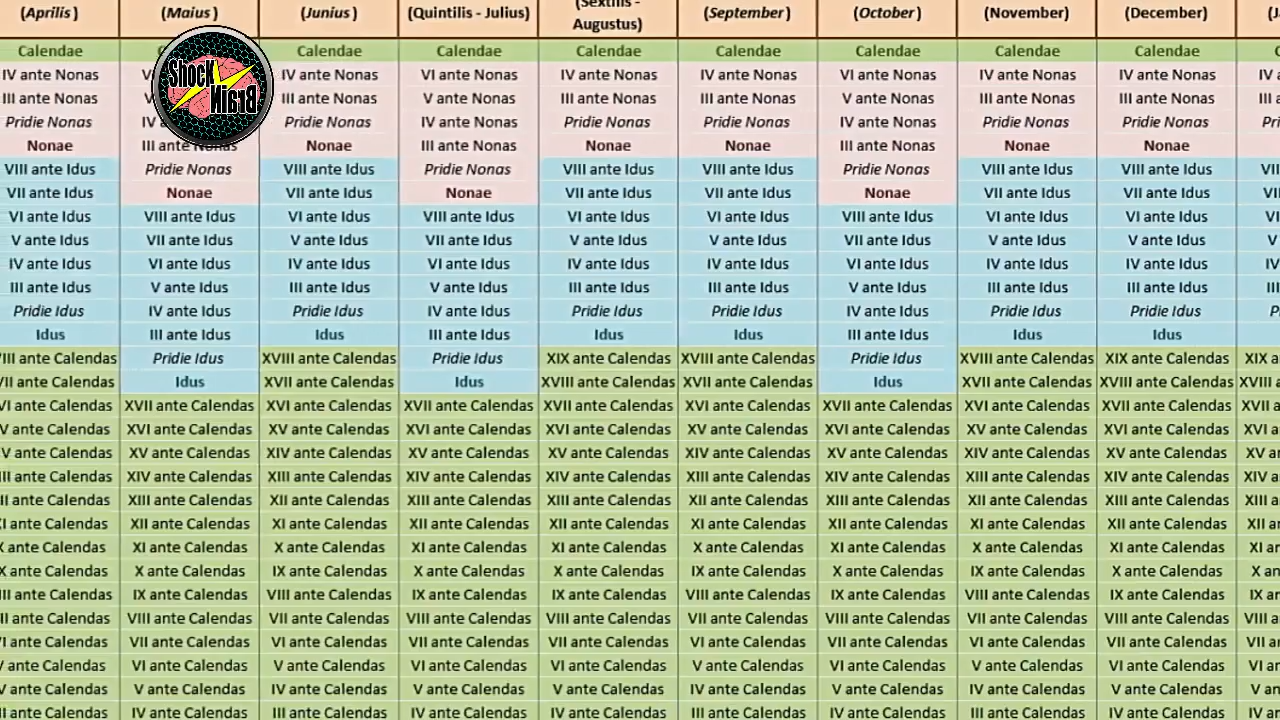 (Aprilis ) (Maius ) (Junius ) (Quintilis - Julius) (Sextilis - Augustus) (September ) (October ) (November) (December)
Calendae Calendae Calendae Calendae Calendae Calendae Calendae Calendae
IV ante Nonas IV ante Nonas VI ante Nonas IV ante Nonas IV ante Nonas VI ante Nonas IV ante Nonas IV ante Nonas
Shock
Brain
III ante Nonas III ante Nonas V ante Nonas III ante Nonas III ante Nonas V ante Nonas III ante Nonas III ante Nonas
Pridie Nonas IV Pridie Nonas IV ante Nonas Pridie Nonas Pridie Nonas IV ante Nonas Pridie Nonas Pridie Nonas
Nonae III ante Nonas Nonae III ante Nonas Nonae Nonae III ante Nonas Nonae Nonae
VIII ante Idus Pridie Nonas VIII ante Idus Pridie Nonas VIII ante Idus VIII ante Idus Pridie Nonas VIII ante Idus VIII ante Idus
VII ante Idus Nonae VII ante Idus Nonae VII ante Idus VII ante Idus Nonae VII ante Idus VII ante Idus
VI ante Idus VIII ante Idus VI ante Idus VIII ante Idus VI ante Idus VI ante Idus VIII ante Idus VI ante Idus VI ante Idus
V ante Idus VII ante Idus V ante Idus VII ante Idus V ante Idus V ante Idus VII ante Idus V ante Idus V ante Idus
IV ante Idus VI ante Idus IV ante Idus VI ante Idus IV ante Idus IV ante Idus VI ante Idus IV ante Idus IV ante Idus
III ante Idus V ante Idus III ante Idus V ante Idus III ante Idus III ante Idus V ante Idus III ante Idus III ante Idus
Pridie Idus IV ante Idus Pridie Idus IV ante Idus Pridie Idus Pridie Idus IV ante Idus Pridie Idus Pridie Idus
Idus III ante Idus Idus III ante Idus Idus Idus III ante Idus Idus Idus
ante Calendas Pridie Idus XVIII ante Calendas Pridie Idus XIX ante Calendas XVIII ante Calendas Pridie Idus XVIII ante Calendas XIX ante Calendas XIX
ante Calendas Idus XVII ante Calendas Idus XVIII ante Calendas XVII ante Calendas Idus XVII ante Calendas XVIII ante Calendas XVIII
ante Calendas XVII ante Calendas XVI ante Calendas XVII ante Calendas XVII ante Calendas XVI ante Calendas XVII ante Calendas XVI ante Calendas XVII ante Calendas XVII
ante Calendas XVI ante Calendas XV ante Calendas XVI ante Calendas XVI ante Calendas XV ante Calendas XVI ante Calendas XV ante Calendas XVI ante Calendas XVI
ante Calendas XV ante Calendas XIV ante Calendas XV ante Calendas XV ante Calendas XIV ante Calendas XV ante Calendas XIV ante Calendas XV ante Calendas XV
ante Calendas XIV ante Calendas XIII ante Calendas XIV ante Calendas XIV ante Calendas XIII ante Calendas XIV ante Calendas XIII ante Calendas XIV ante Calendas XIV
ante Calendas XIII ante Calendas XII ante Calendas XIII ante Calendas XIII ante Calendas XII ante Calendas XIII ante Calendas XII ante Calendas XIII ante Calendas XIII
ante Calendas XII ante Calendas XI ante Calendas XII ante Calendas XII ante Calendas XI ante Calendas XII ante Calendas XI ante Calendas XII ante Calendas XII
ante Calendas XI ante Calendas X ante Calendas XI ante Calendas XI ante Calendas X ante Calendas XI ante Calendas X ante Calendas XI ante Calendas XI
ante Calendas X ante Calendas IX ante Calendas X ante Calendas X ante Calendas IX ante Calendas X ante Calendas IX ante Calendas X ante Calendas X
ante Calendas IX ante Calendas VIII ante Calendas IX ante Calendas IX ante Calendas VIII ante Calendas IX ante Calendas VIII ante Calendas IX ante Calendas IX
ante Calendas VIII ante Calendas VII ante Calendas VIII ante Calendas VIII ante Calendas VII ante Calendas VIII ante Calendas VII ante Calendas VIII ante Calendas VIII
ante Calendas VII ante Calendas VI ante Calendas VII ante Calendas VII ante Calendas VI ante Calendas VII ante Calendas VI ante Calendas VII ante Calendas VII
ante Calendas VI ante Calendas V ante Calendas VI ante Calendas VI ante Calendas V ante Calendas VI ante Calendas V ante Calendas VI ante Calendas VI
ante Calendas V ante Calendas IV ante Calendas V ante Calendas V ante Calendas IV ante Calendas V ante Calendas IV ante Calendas V ante Calendas V
ante Calendas IV ante Calendas III ante Calendas IV ante Calendas IV ante Calendas III ante Calendas IV ante Calendas III ante Calendas IV ante Calendas IV